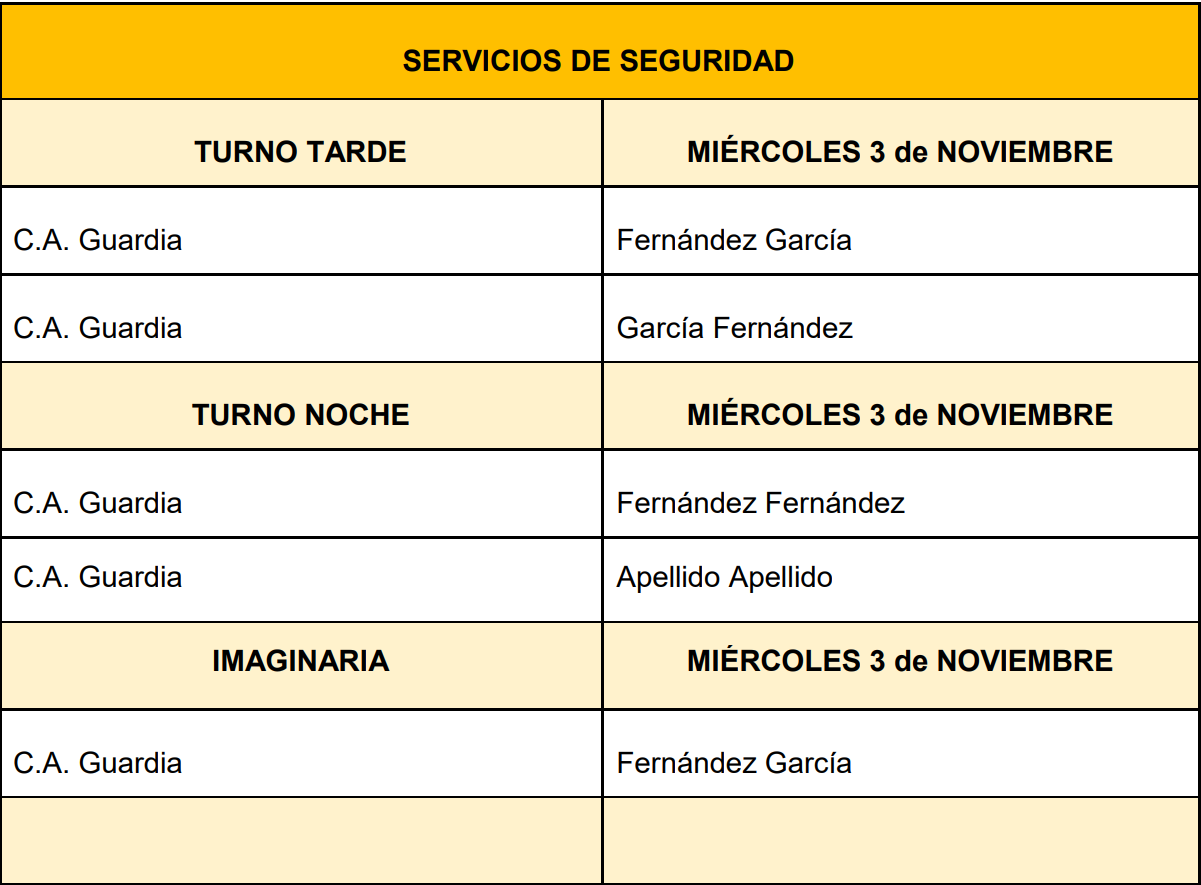 SERVICIOS DE SEGURIDAD
TURNO TARDE MIÉRCOLES 3 de NOVIEMBRE
C.A. Guardia Fernández García
C.A. Guardia García Fernández
TURNO NOCHE MIÉRCOLES 3 de NOVIEMBRE
C.A. Guardia Fernández Fernández
C.A. Guardia Apellido Apellido
IMAGINARIA MIÉRCOLES 3 de NOVIEMBRE
C.A. Guardia Fernández García